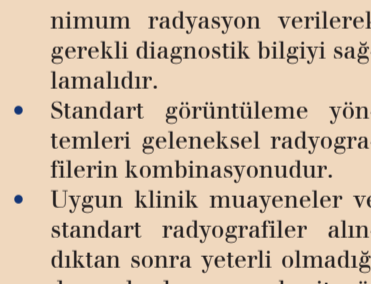 nimum radyasyon verilerek
gerekli diagnostik bilgiyi sağ-
lamalıdır.
• Standart görüntüleme yön-
temleri geleneksel radyogra-
filerin kombinasyonudur.
• Uygun klinik muayeneler ve
standart radyografiler alın-
dıktan sonra yeterli olmadığ